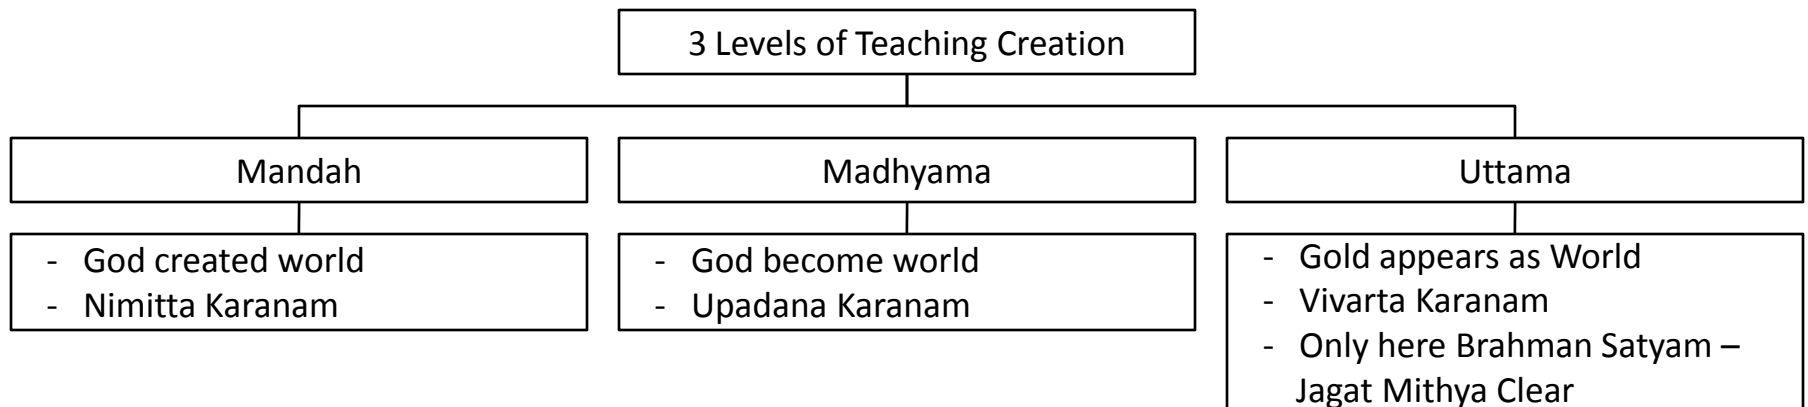 3 Levels of Teaching Creation
Mandah
- God created world
- Nimitta Karanam
Madhyama
- God become world
- Upadana Karanam
Uttama
- Gold appears as World
- Vivarta Karanam
- Only here Brahman Satyam –
Jagat Mithya Clear